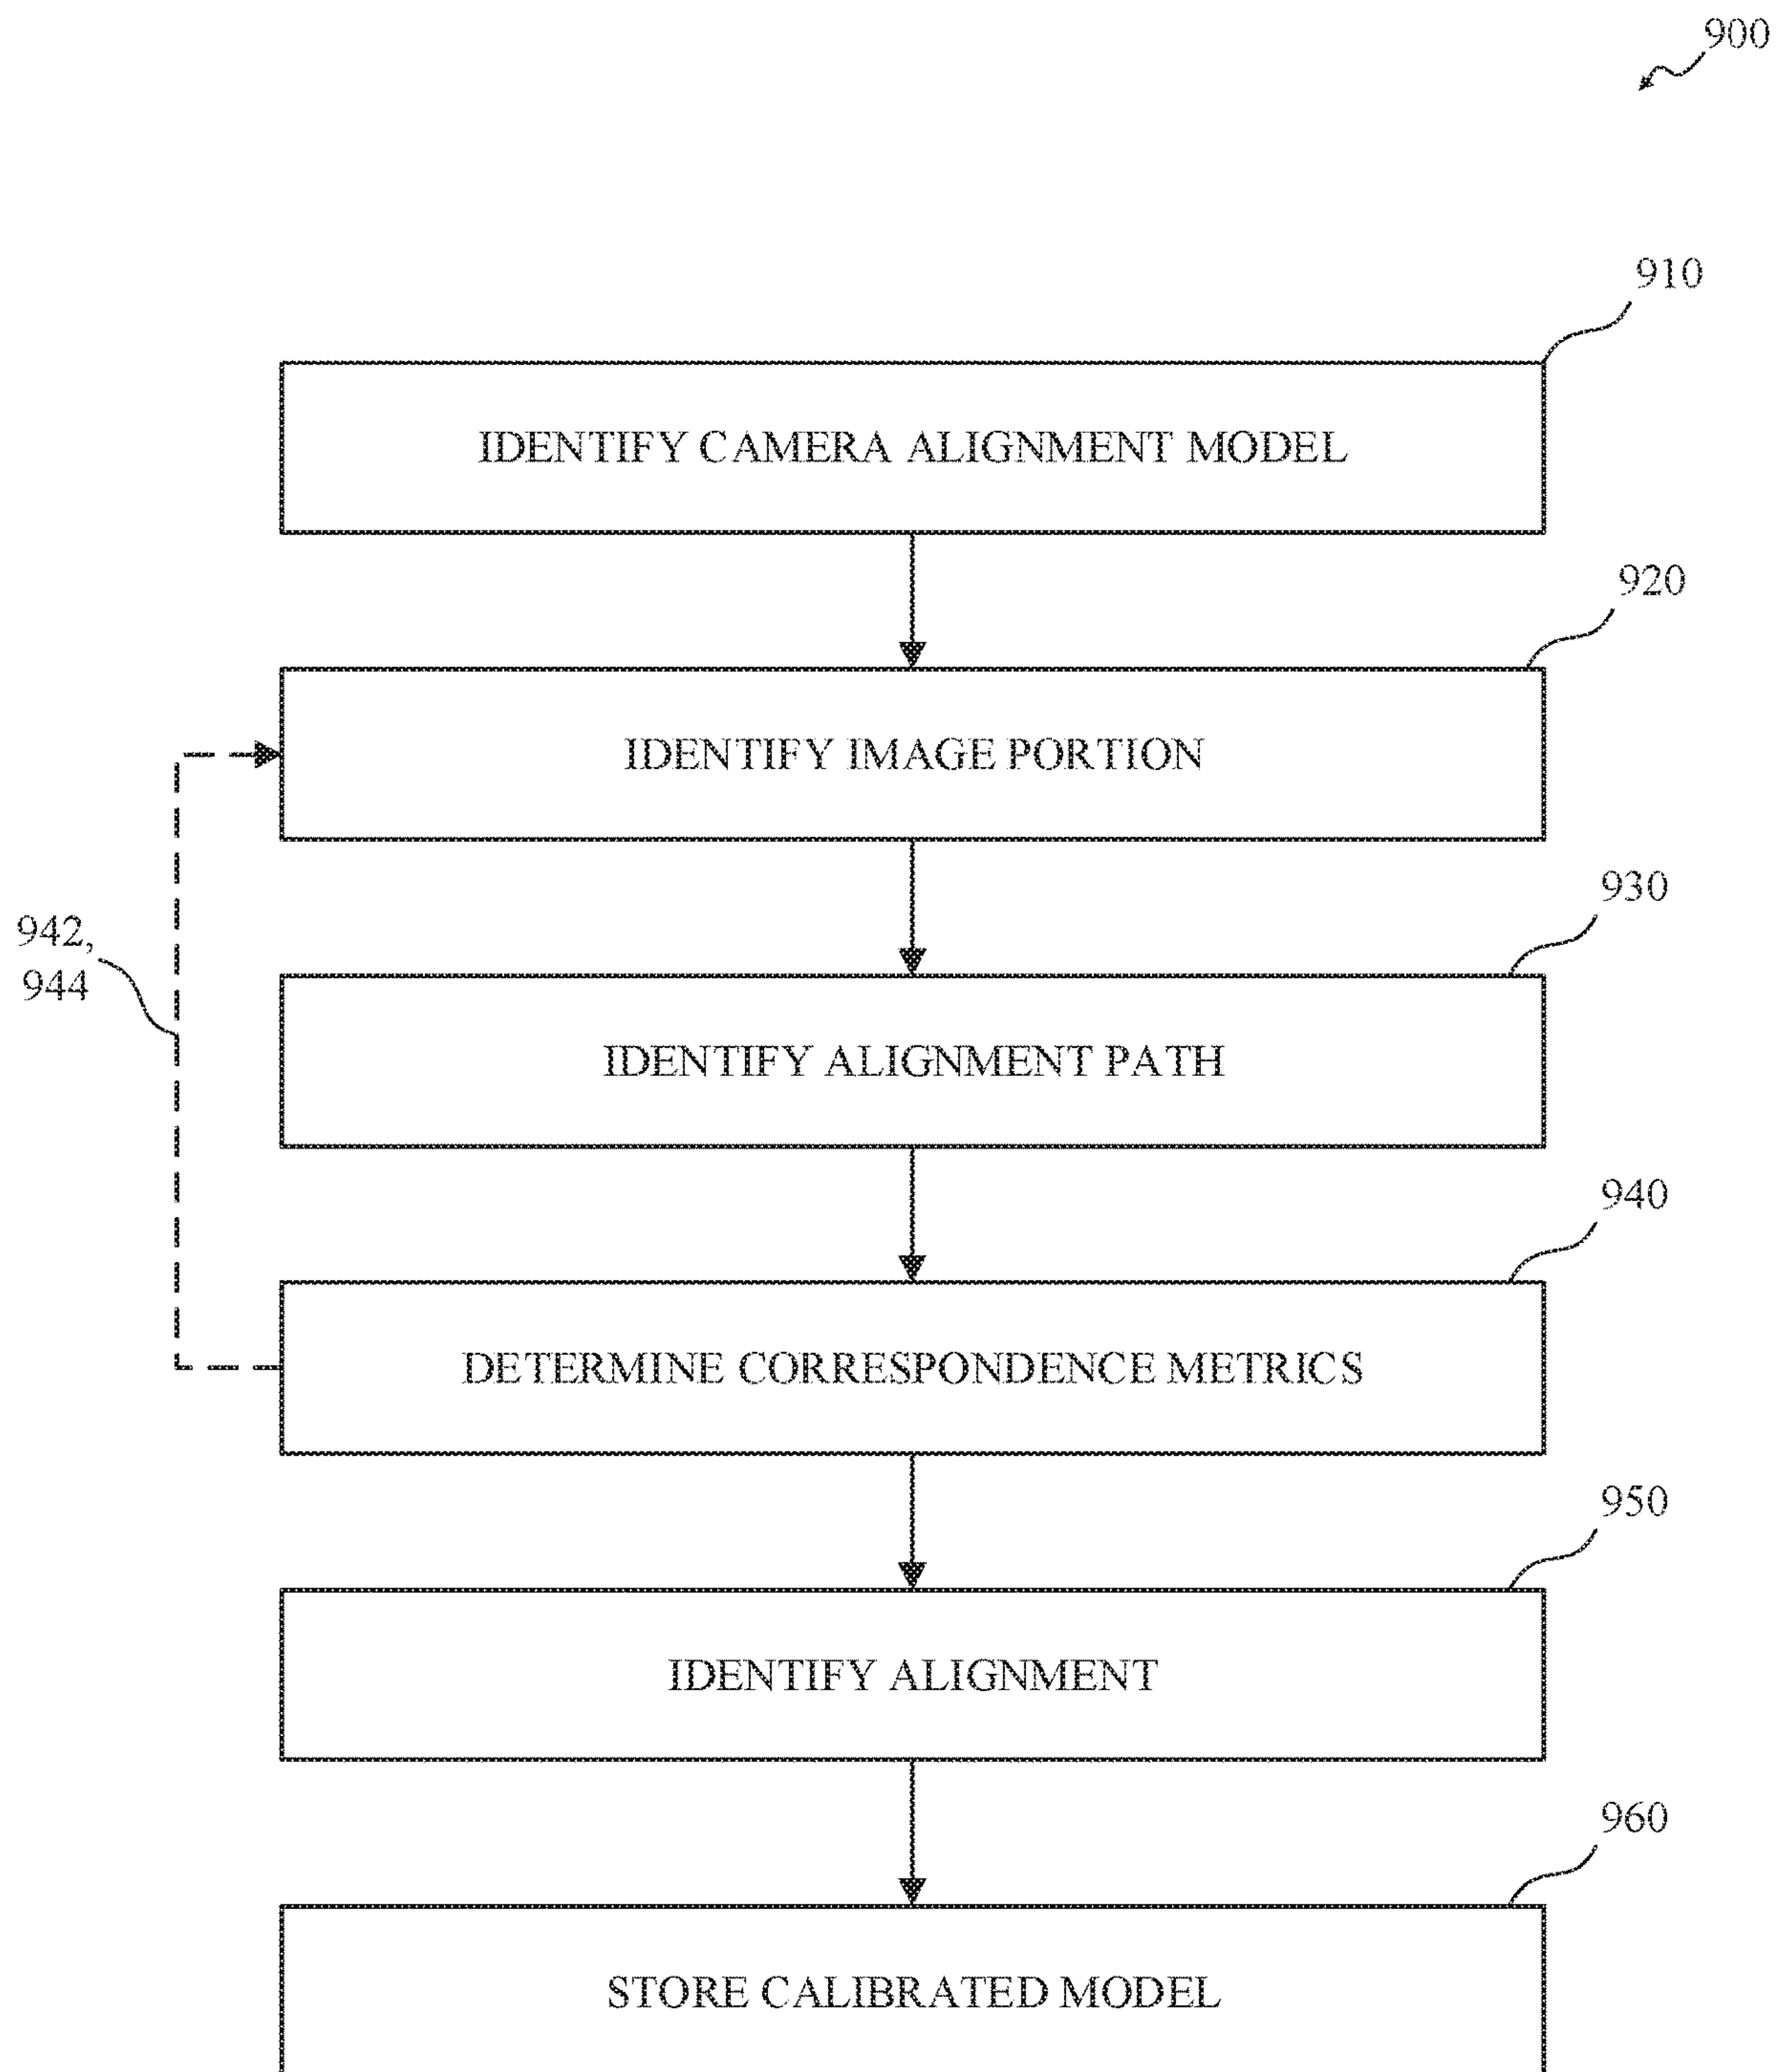 900
910
IDENTIFY CAMERA ALIGNMENT MODEL
920
IDENTIFY IMAGE PORTION
930
942,
944
IDENTIFY ALIGNMENT PATH
940
DETERMINE CORRESPONDENCE METRICS
950
IDENTIFY ALIGNMENT
960
STORE CALIBRATED MODEL